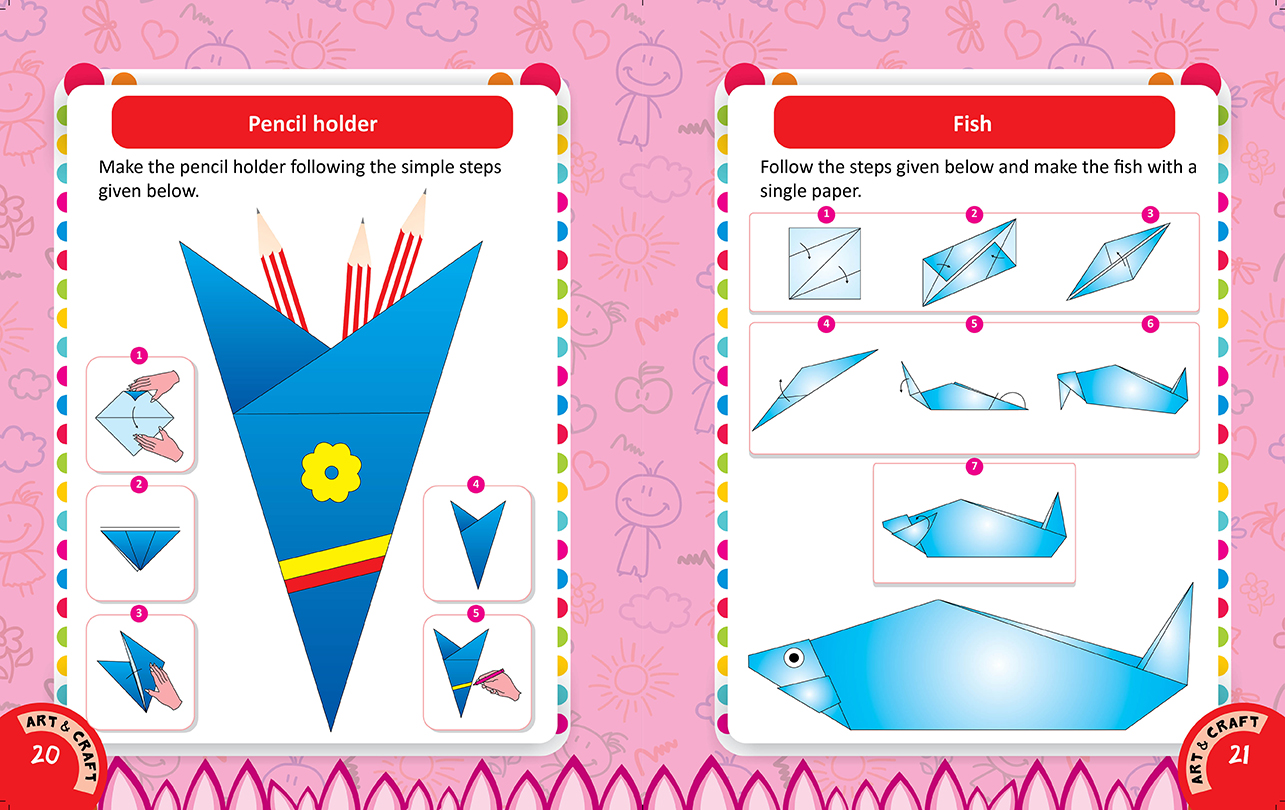 Pencil holder
Make the pencil holder following the simple steps
given below.
1
2
3
4
5
ART & CRAFT
20
Fish
Follow the steps given below and make the fish with a
single paper.
1
2
3
4
5
6
7
ART & CRAFT
21